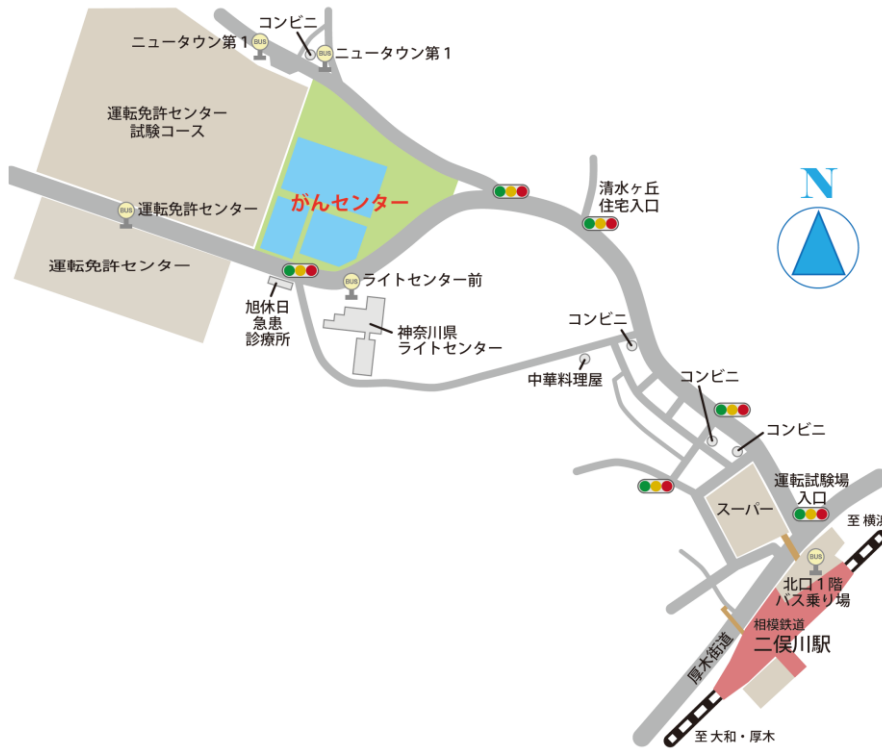 コンビニ
ニュータウン第1
BUS
BUS
ニュータウン第1
運転免許センター
試験コース
N
がんセンター
清水ヶ丘
住宅入口
BUS
運転免許センター
運転免許センター
BUS
ライトセンター前
旭休日
急患
診療所
神奈川県
ライトセンター
コンビニ
中華料理屋
コンビニ
コンビニ
運転試験場
入口
スーパー
至 横浜
BUS
北口1階
バス乗り場
相模鉄道
二俣川駅
厚木街道
至 大和・厚木